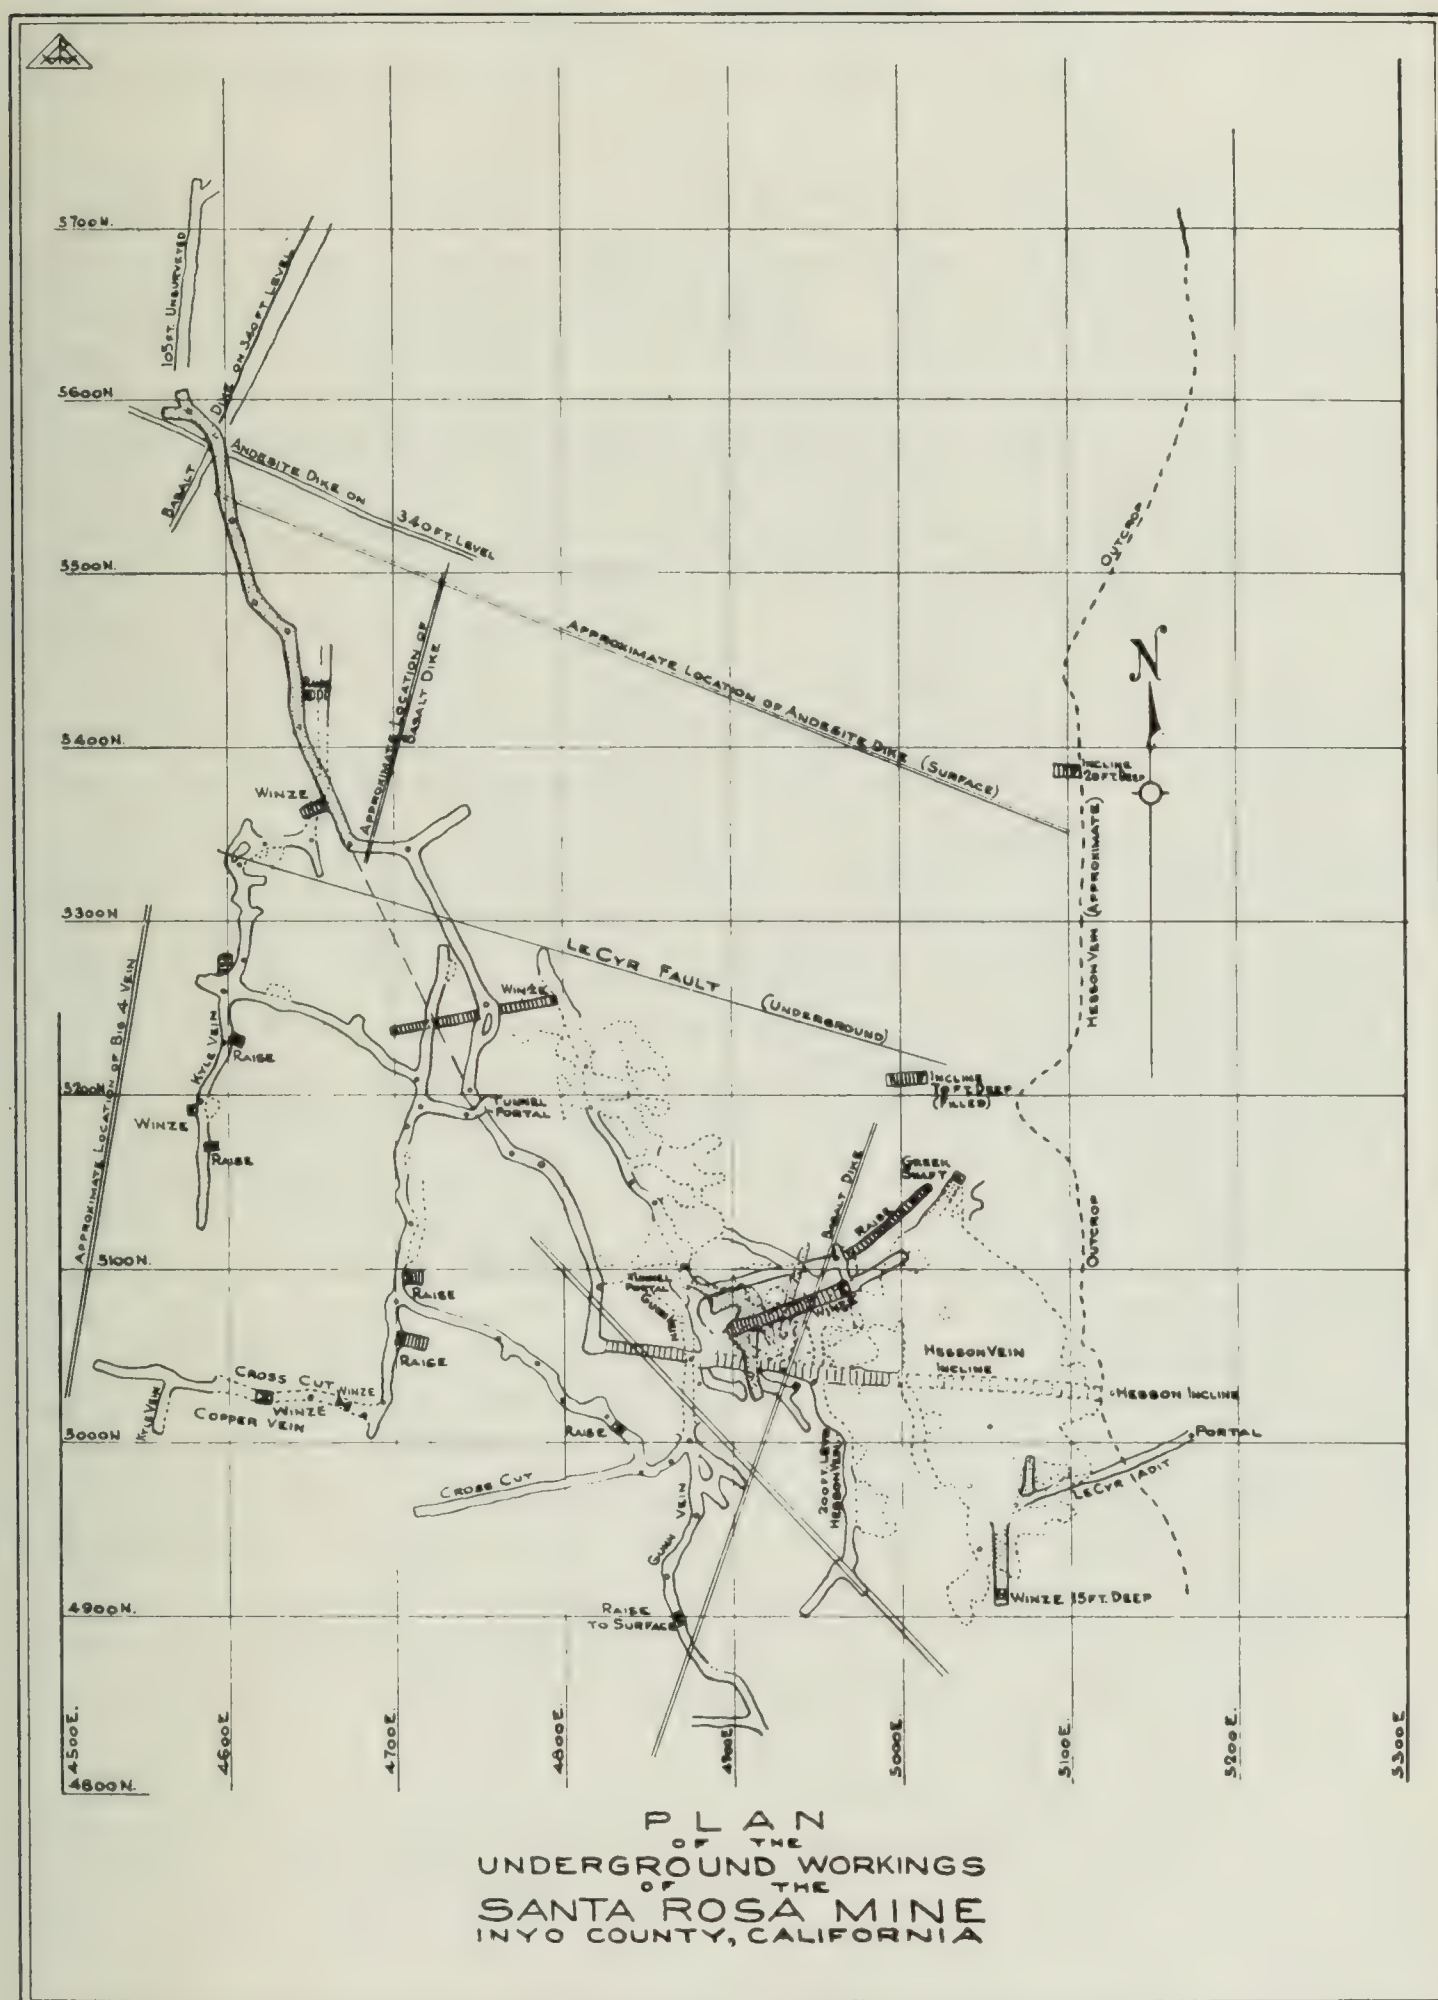 5700N.
105 FT. UNSURVEYED
DIKE ON 340 FT LEVEL
5600N
BASALT
ANDESITE DIKE ON
340 FT. LEVEL
5500N.
OUTCROP
APPROXIMATE LOCATION OF
BASALT DIKE
APPROXIMATE LOCATION OF ANDESITE DIKE (SURFACE)
N
RAISE
5400N.
INCLINE
20 FT. DEEP
WINZE
HESSON VEIN (APPROXIMATE)
5300N
LE CYR FAULT (UNDERGROUND)
APPROXIMATE LOCATION OF BIG 4 VEIN
WINZE
KYLE VEIN
RAISE
5200N.
INCLINE
70 FT. DEEP
(FILLED)
TUNNEL
PORTAL
WINZE
RAISE
BASALT DIKE
GREEK
SHAFT
RAISE
OUTCROP
5100N.
RAISE
TUNNEL
PORTAL
GUNN VEIN
WINZE
RAISE
HESSON VEIN
INCLINE
HESSON INCLINE
CROSS CUT
WINZE
WINZE
COPPER VEIN
KYLE VEIN
5000N
RAISE
PORTAL
200 FT. LEVEL
HESSON VEIN
LE CYR ADIT
CROSS CUT
GUNN VEIN
WINZE 15 FT. DEEP
4900N.
RAISE
TO SURFACE
4500E.
4600E.
4700E.
4800E.
4900E
5000E.
5100E.
5200E.
5300E.
4800N.
PLAN
OF THE
UNDERGROUND WORKINGS
OF THE
SANTA ROSA MINE
INYO COUNTY, CALIFORNIA